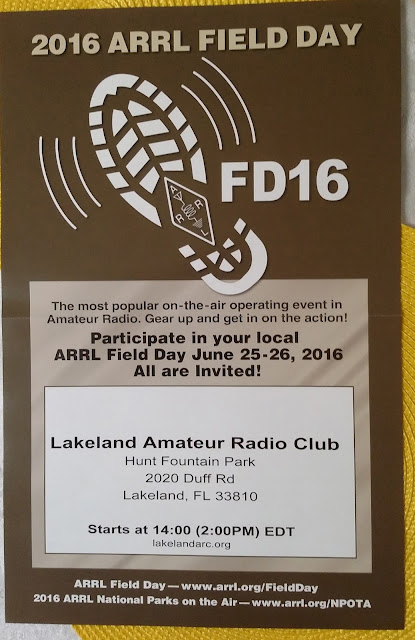 2016 ARRL FIELD DAY
FD16
A
R
R
L
The most popular on-the-air operating event in
Amateur Radio. Gear up and get in on the action!
Participate in your local
ARRL Field Day June 25-26, 2016
All are Invited!
Lakeland Amateur Radio Club
Hunt Fountain Park
2020 Duff Rd
Lakeland, FL 33810
Starts at 14:00 (2:00PM) EDT
lakelandarc.org
ARRL Field Day — www.arrl.org/FieldDay
2016 ARRL National Parks on the Air — www.arrl.org/NPOTA